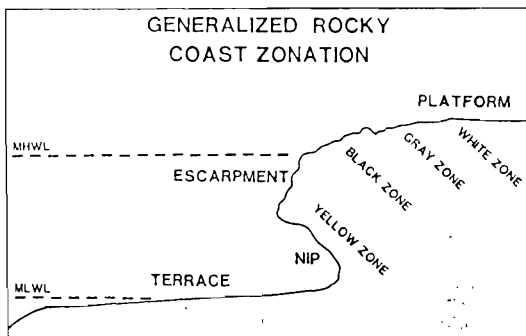 GENERALIZED ROCKY
COAST ZONATION
PLATFORM
MHWL
WHITE ZONE
GRAY ZONE
BLACK ZONE
ESCARPMENT
YELLOW ZONE
NIP
TERRACE
MLWL